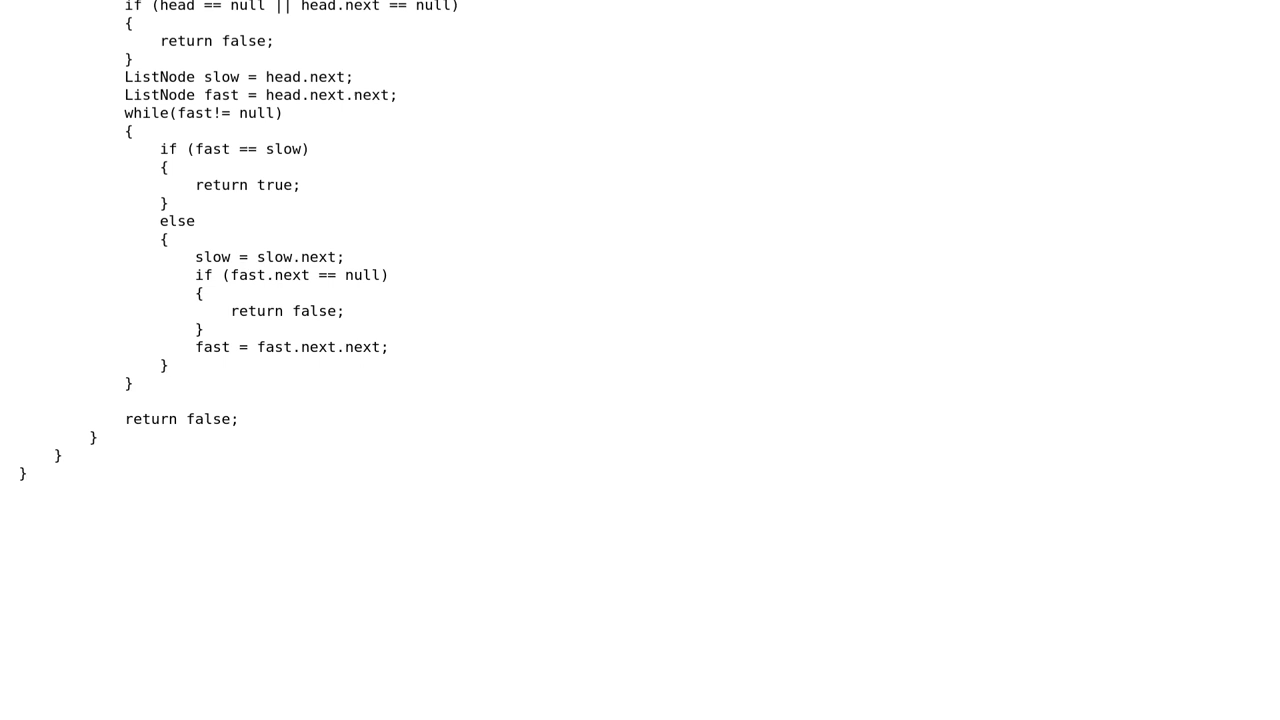 if (head == null || head.next == null)
{
return false;
}
ListNode slow = head.next;
ListNode fast = head.next.next;
while(fast!= null)
{
if (fast == slow)
{
return true;
}
else
{
slow = slow.next;
if (fast.next == null)
{
return false;
}
fast = fast.next.next;
}
}
return false;
}
}
}